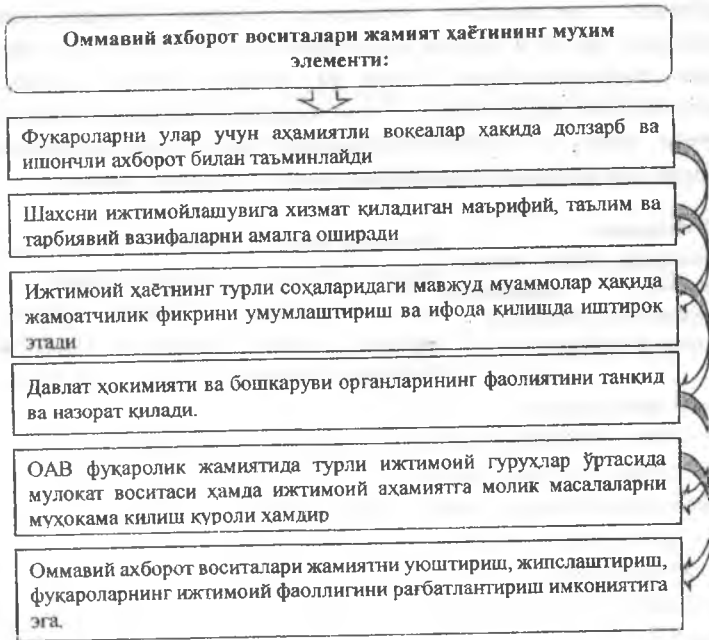 Оммавий ахборот воситалари жамият ҳаётининг муҳим
элементи:
Фуқароларни улар учун аҳамиятли воқеалар ҳақида долзарб ва
ишончли ахборот билан таъминлайди
Шахсни ижтимойлашувига хизмат қиладиган маърифий, таълим ва
тарбиявий вазифаларни амалга оширади
Ижтимоий ҳаётнинг турли соҳаларидаги мавжуд муаммолар ҳақида
жамоатчилик фикрини умумлаштириш ва ифода қилишда иштирок
этади
Давлат ҳокимияти ва бошкаруви органларининг фаолиятини танқид
ва назорат қилади.
ОАВ фуқаролик жамиятида турли ижтимоий гуруҳлар ўртасида
мулокат воситаси ҳамда ижтимоий аҳамиятга молик масалаларни
муҳокама килиш қуроли ҳамдир
Оммавий ахборот воситалари жамиятни уюштириш, жипслаштириш,
фуқароларнинг ижтимоий фаоллигини рағбатлантириш имкониятига
эга.